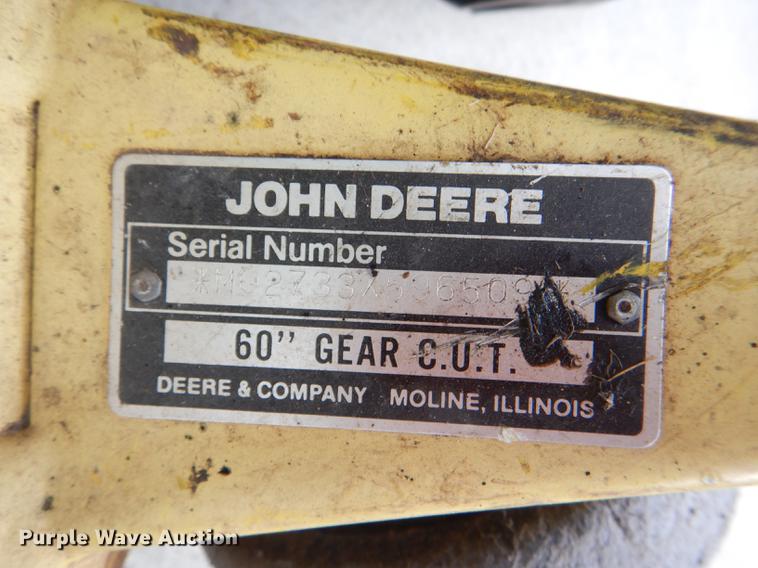 JOHN DEERE
Serial Number
60" GEAR C.U.T.
DEERE & COMPANY MOLINE, ILLINOIS
Purple Wave Auction